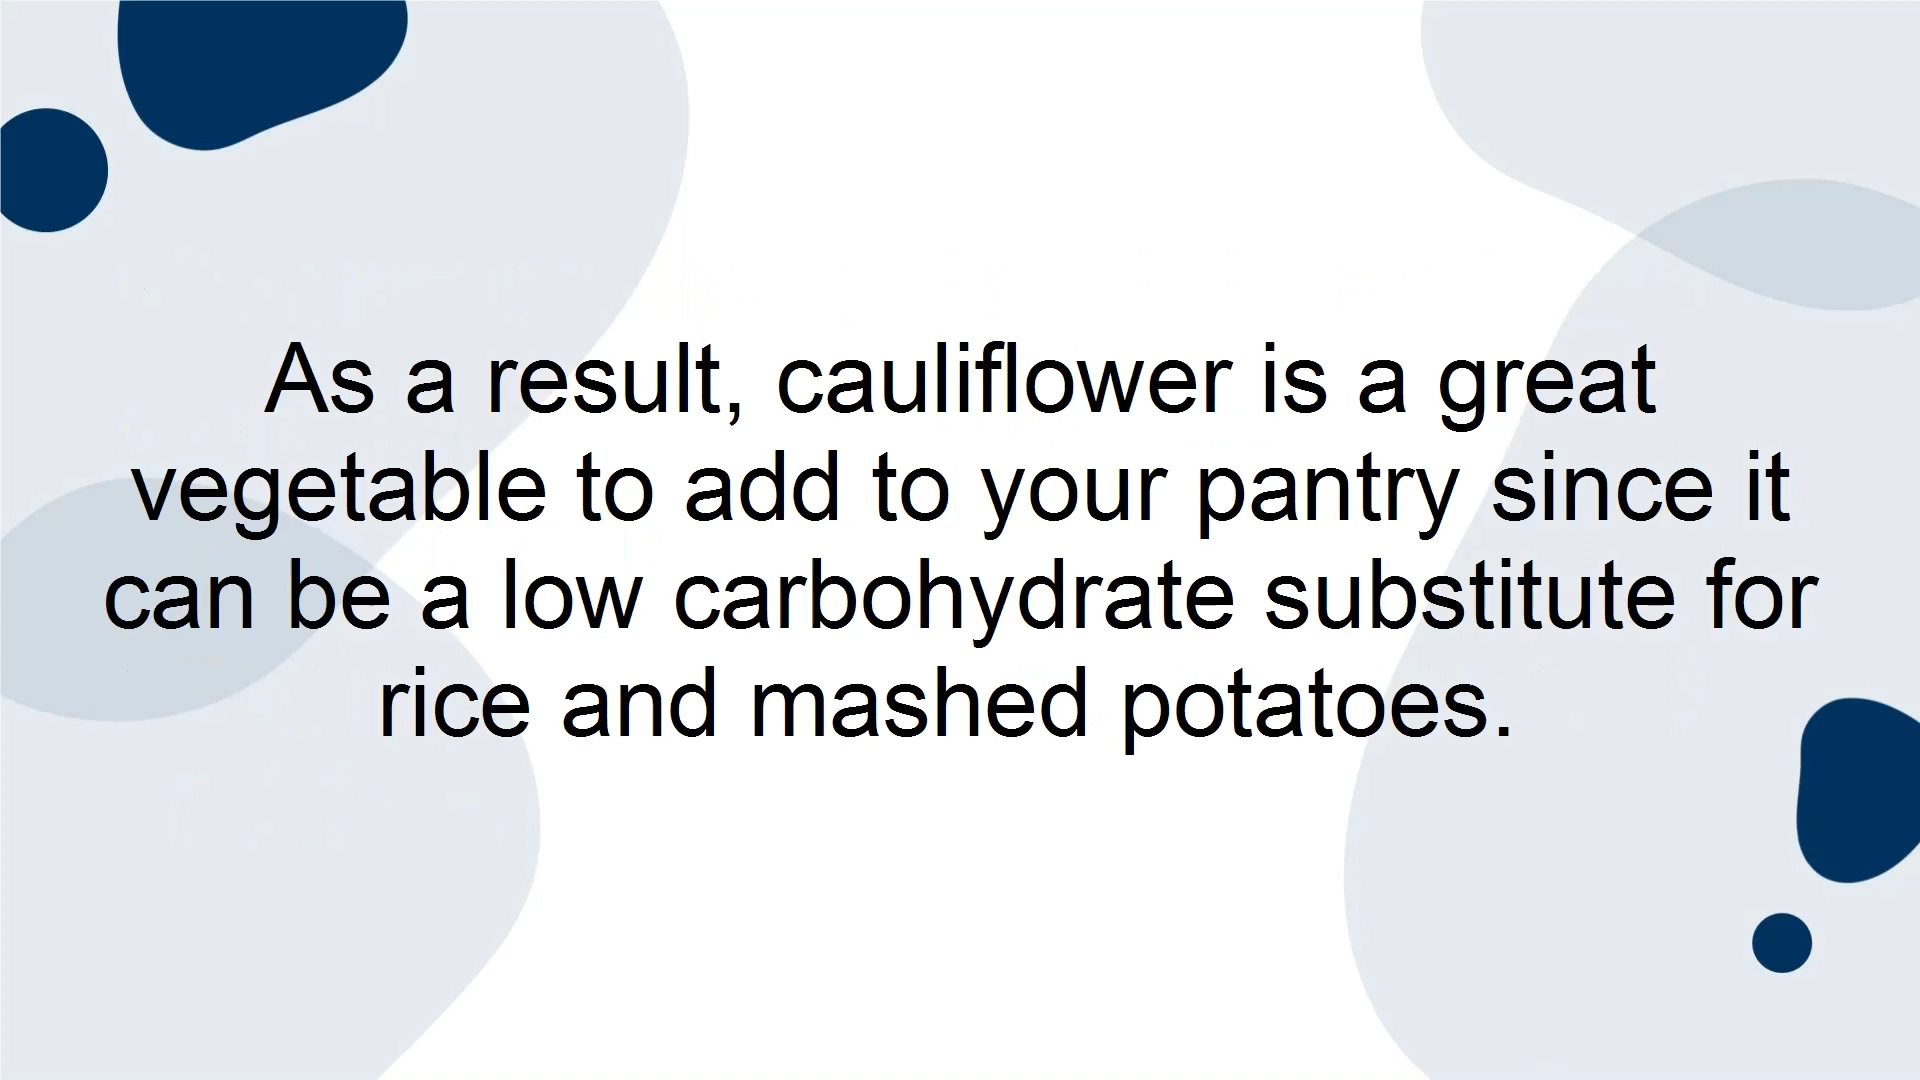 As a result, cauliflower is a great
vegetable to add to your pantry since it
can be a low carbohydrate substitute for
rice and mashed potatoes.